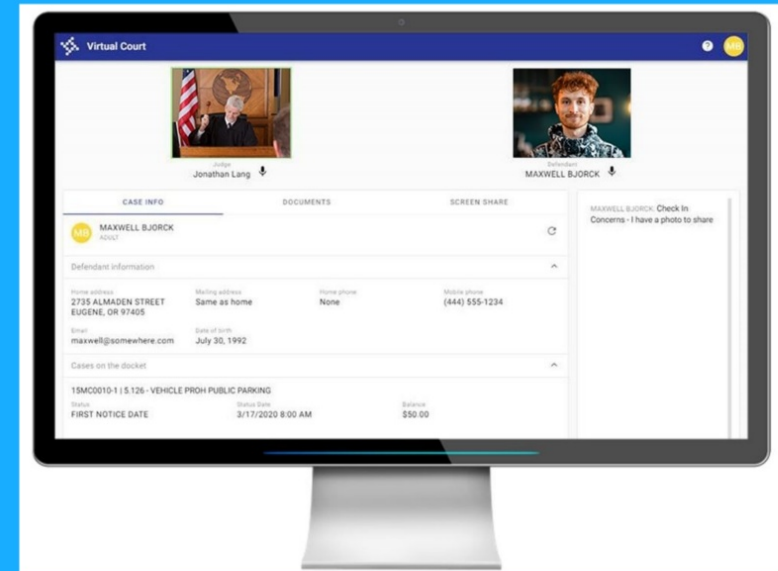 Virtual Court
?
MB
Judge
Jonathan Lang
Defendant
MAXWELL BJORCK
CASE INFO
DOCUMENTS
SCREEN SHARE
MB
MAXWELL BJORCK
ADULT
Defendant information
Home address
2735 ALMADEN STREET
EUGENE, OR 97405
Mailing address
Same as home
Home phone
None
Mobile phone
(444) 555-1234
Email
maxwell@somewhere.com
Date of birth
July 30, 1992
Cases on the docket
15MC0010-1 | 5.126 - VEHICLE PROH PUBLIC PARKING
Status
FIRST NOTICE DATE
Status Date
3/17/2020 8:00 AM
Balance
$50.00
MAXWELL BJORCK: Check In
Concerns - I have a photo to share